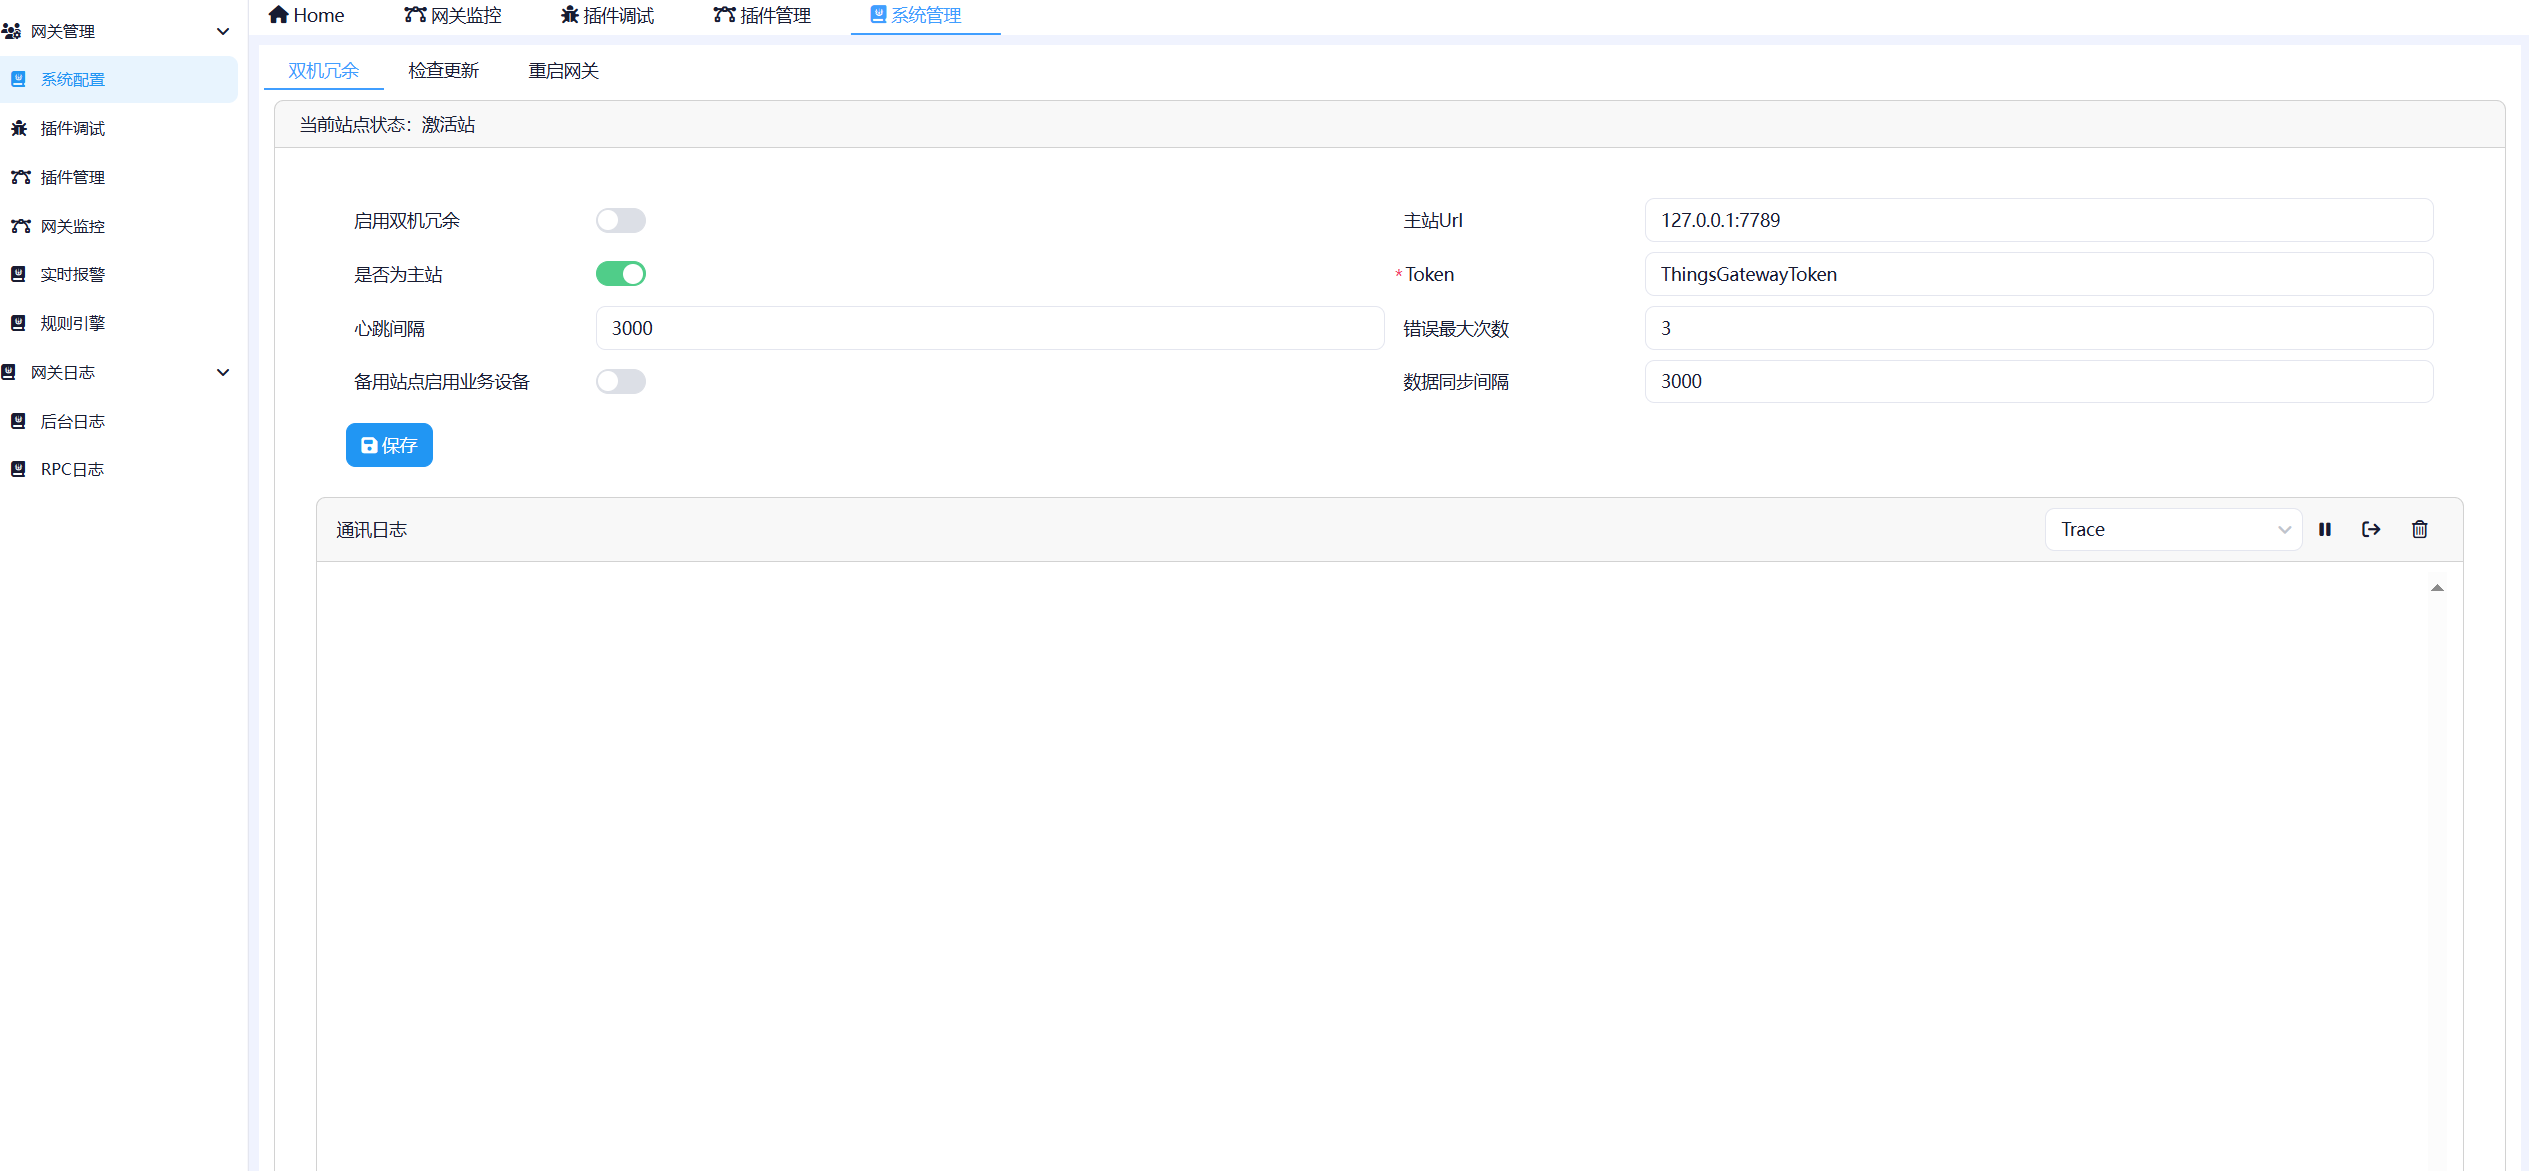 网关管理
系统配置
插件调试
插件管理
网关监控
实时报警
规则引擎
网关日志
后台日志
RPC日志
Home 网关监控 插件调试 插件管理 系统管理
双机冗余 检查更新 重启网关
当前站点状态：激活站
启用双机冗余 主站Url 127.0.0.1:7789
是否为主站 *Token ThingsGatewayToken
心跳间隔 3000 错误最大次数 3
备用站点启用业务设备 数据同步间隔 3000
保存
通讯日志 Trace